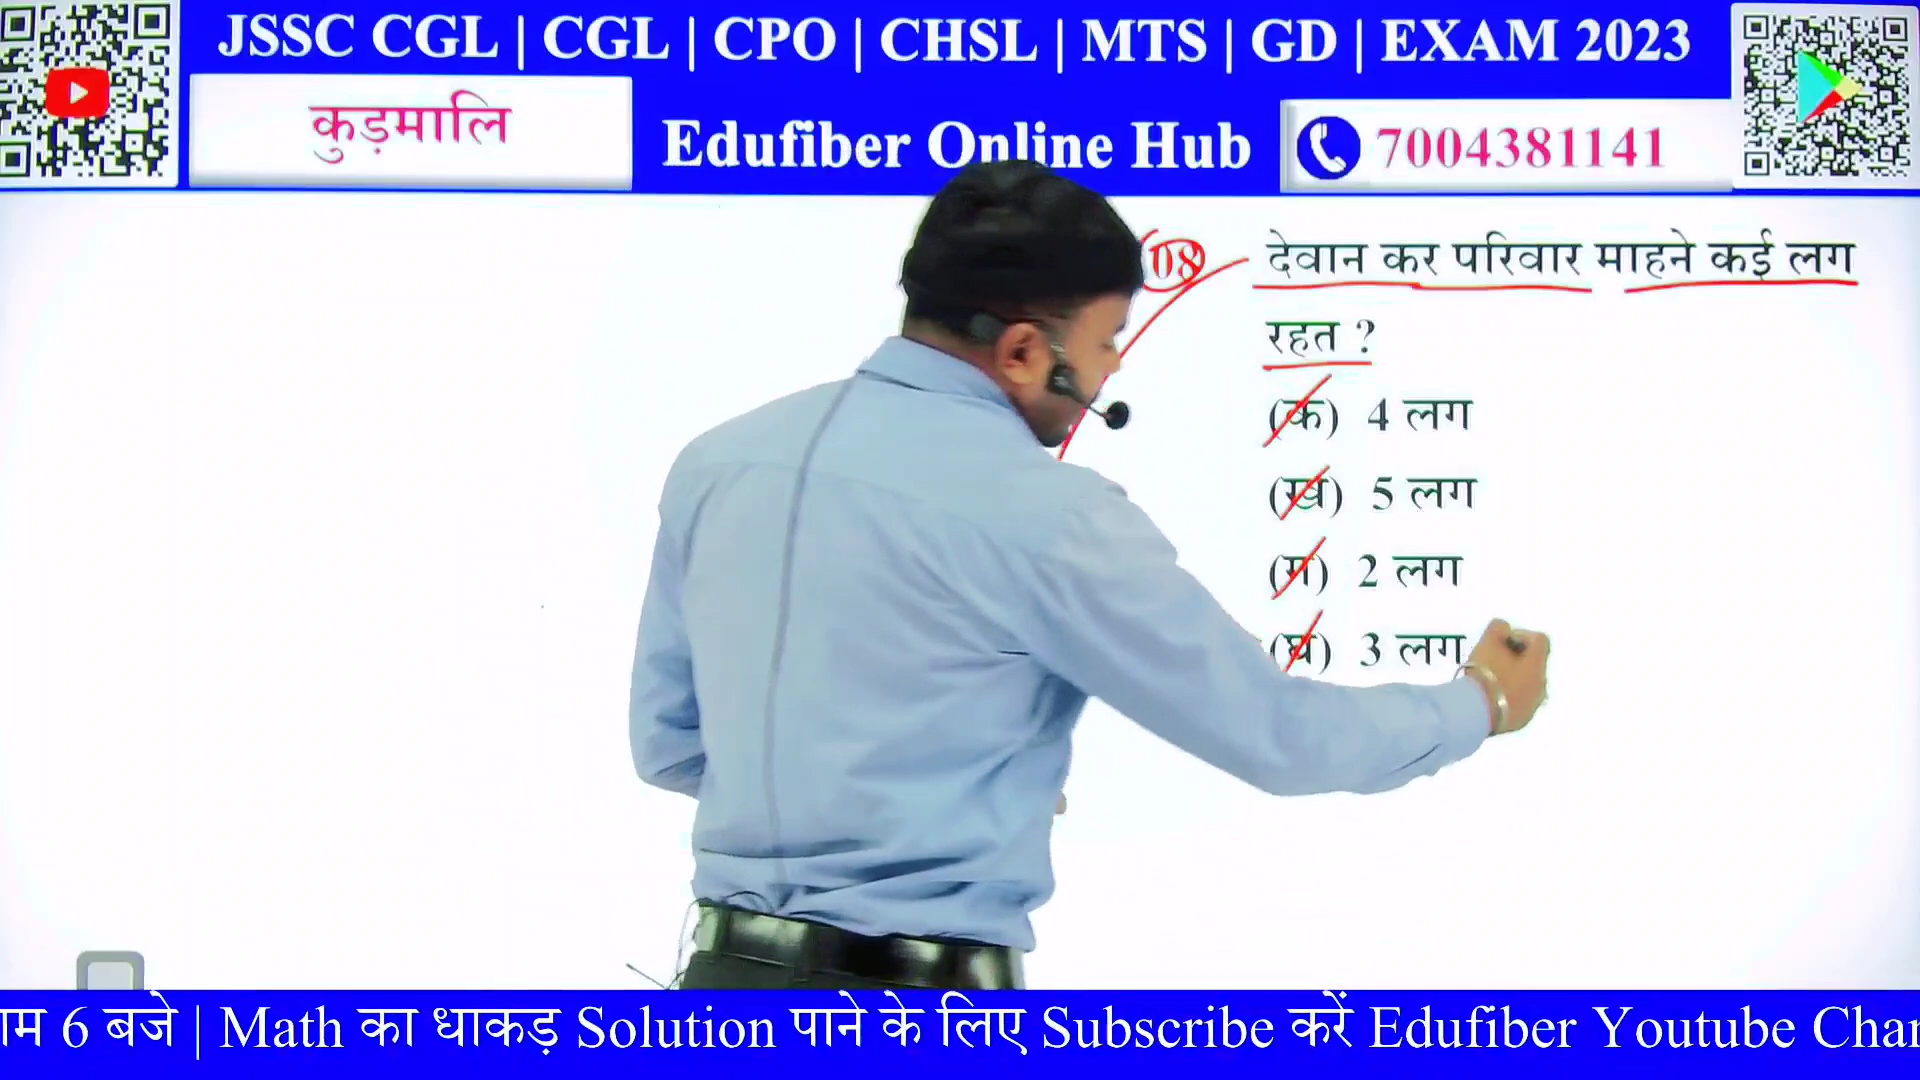 JSSC CGL | CGL | CPO | CHSL | MTS | GD | EXAM 2023
कुड़मालि
Edufiber Online Hub
7004381141
08 देवान कर परिवार माहने कई लग
रहत ?
(क) 4 लग
(ख) 5 लग
(ग) 2 लग
(घ) 3 लग
6 बजे | Math का धाकड़ Solution पाने के लिए Subscribe करें Edufiber Youtube